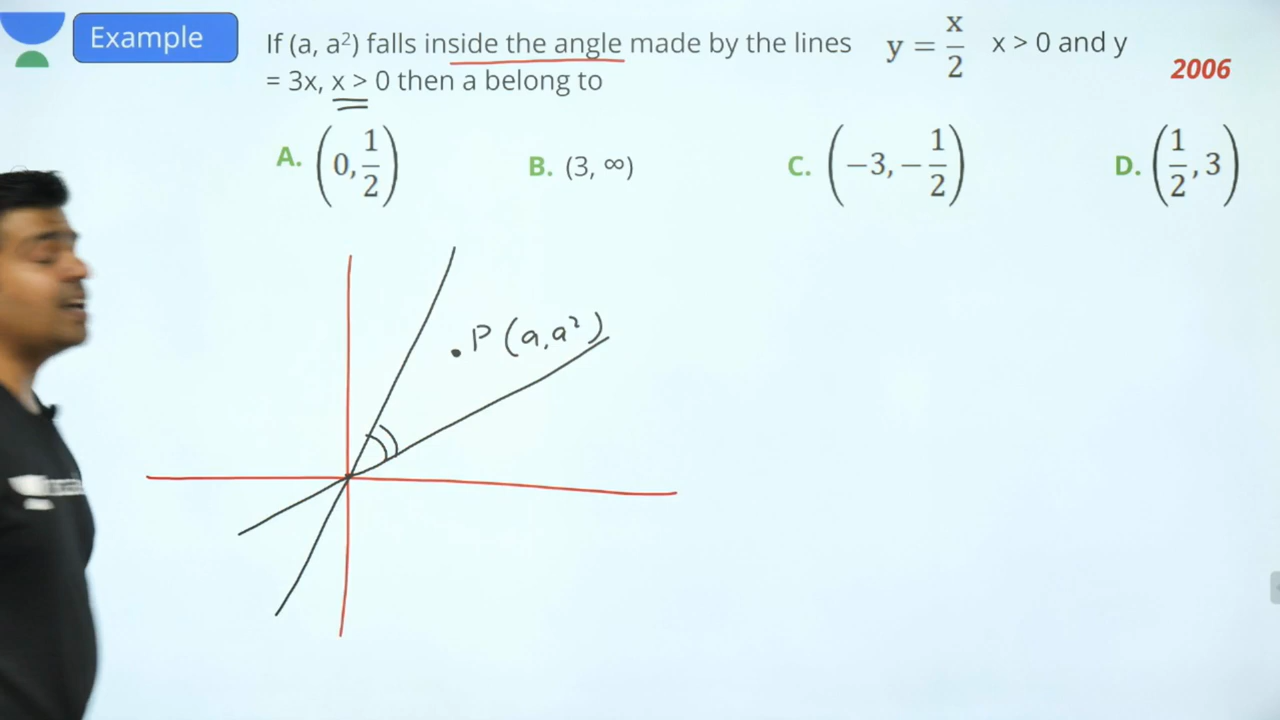 Example
If (a, a²) falls inside the angle made by the lines y = x/2 x > 0 and y
= 3x, x > 0 then a belong to
2006
A. (0, 1/2) B. (3, ∞) C. (−3, −1/2) D. (1/2, 3)
P (a, a²)